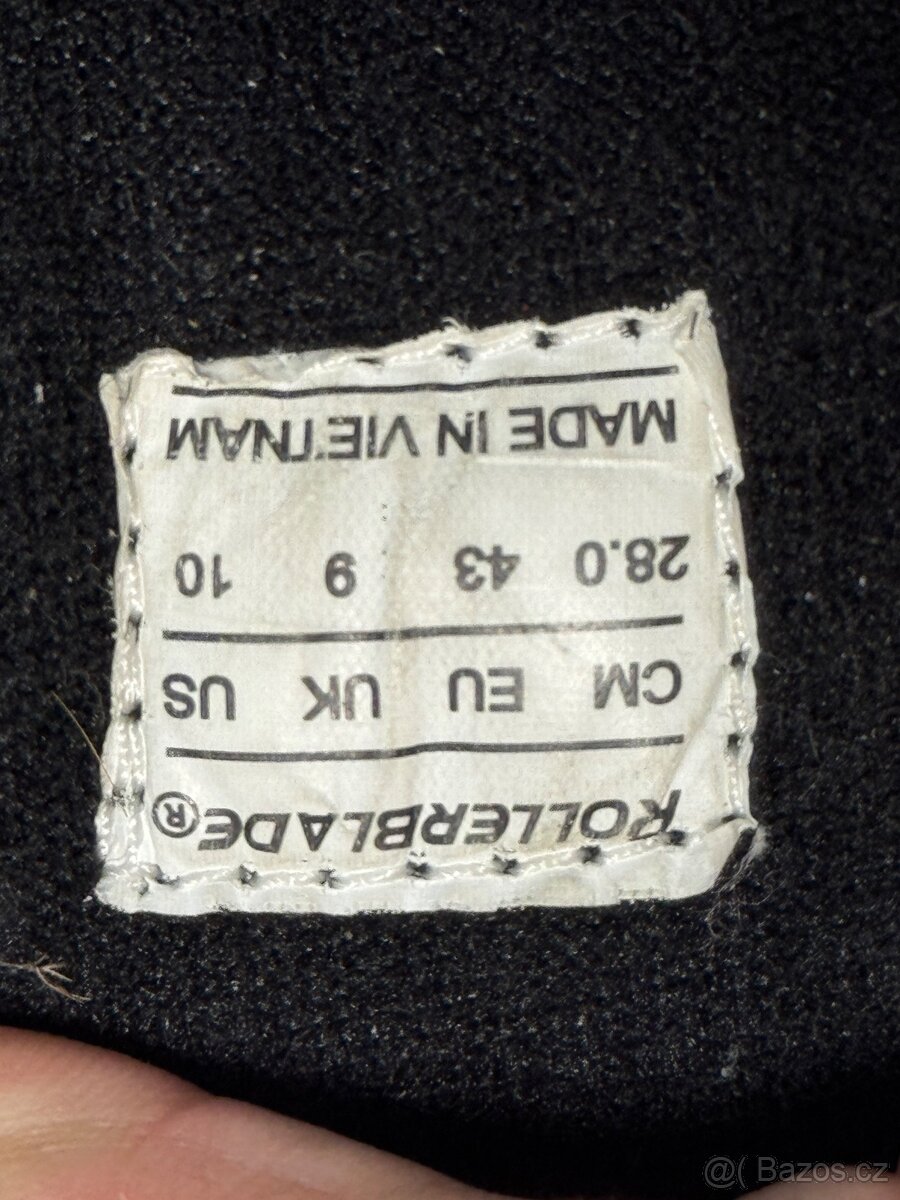 ROLLERBLADE®
CM EU UK US
28.0 43 9 10
MADE IN VIETNAM
@( Bazos.cz